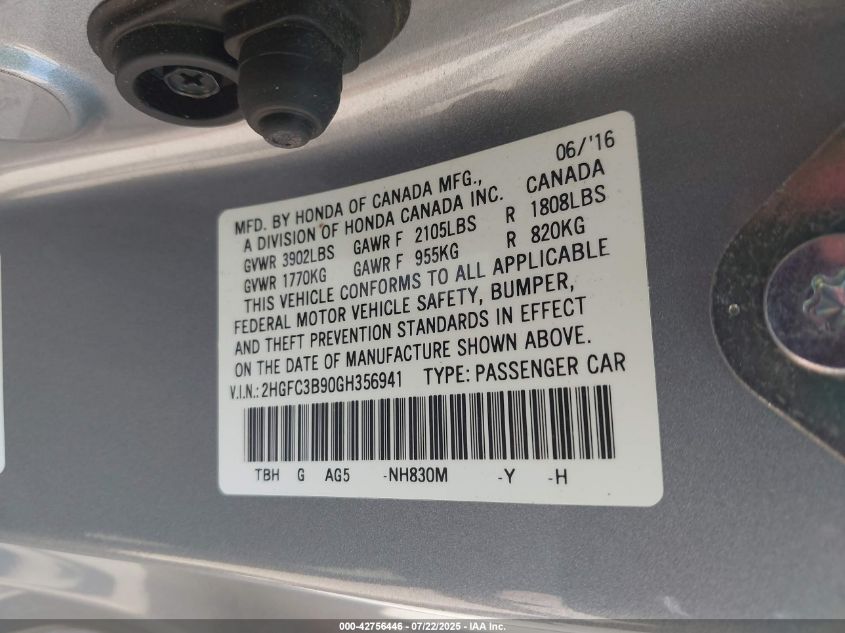 06/'16
MFD. BY HONDA OF CANADA MFG.,
A DIVISION OF HONDA CANADA INC. CANADA
GVWR 3902LBS GAWR F 2105LBS R 1808LBS
GVWR 1770KG GAWR F 955KG R 820KG
THIS VEHICLE CONFORMS TO ALL APPLICABLE
FEDERAL MOTOR VEHICLE SAFETY, BUMPER,
AND THEFT PREVENTION STANDARDS IN EFFECT
ON THE DATE OF MANUFACTURE SHOWN ABOVE.
V.I.N.: 2HGFC3B90GH356941 TYPE: PASSENGER CAR
TBH G AG5 -NH830M -Y -H
000-42756446 - 07/22/2025 - IAA Inc.